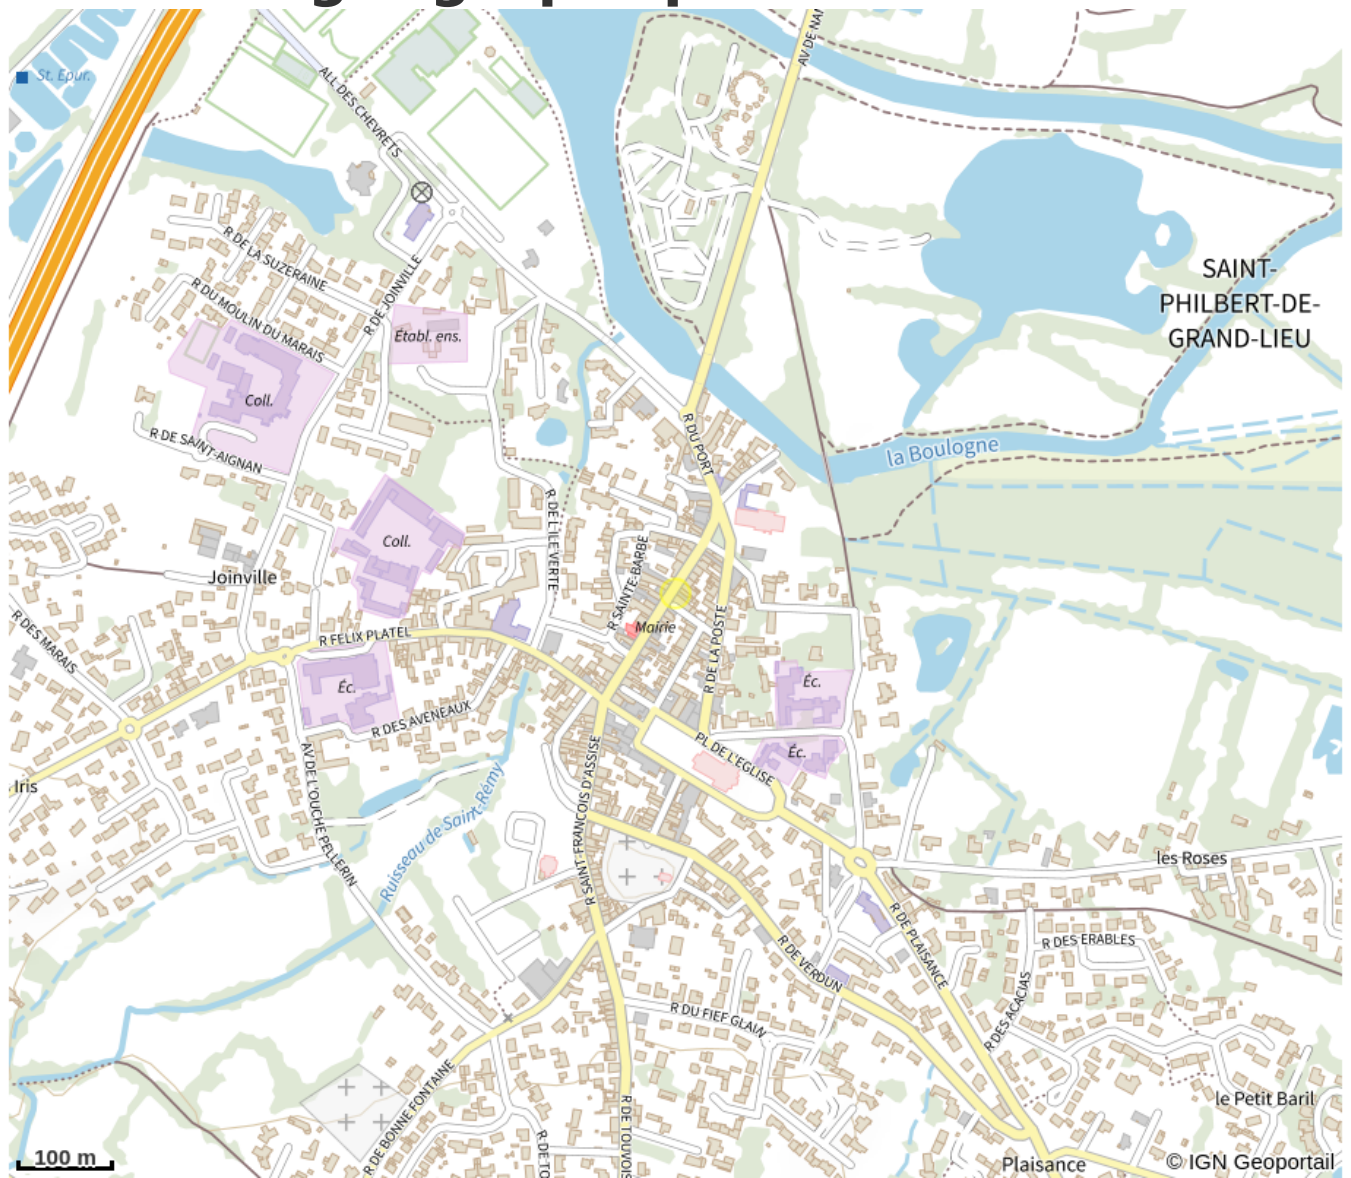 AV DE NA
St. Epur.
ALL DES CHEVRETS
R DE LA SUZERAINE
R DU MOULIN DU MARAIS
R DE JOINVILLE
SAINT-
PHILBERT-DE-
GRAND-LIEU
Etabl. ens.
Coll.
R DE SAINT-AIGNAN
R DU PORT
la Boulogne
Coll.
R DE L'ILE VERTE
R SAINTE-BARBE
Joinville
R DES MARAIS
R FELIX PLATEL
Mairie
R DE LA POSTE
Éc.
Éc.
R DES AVENEAUX
PL DE L'EGLISE
Éc.
Iris
AV DE L'OUCHE PELLERIN
Ruisseau de Saint-Rémy
R SAINT-FRANCOIS D'ASSISE
les Roses
R DE PLAISANCE
R DE VERDUN
R DES ERABLES
R DES ACACIAS
R DU FIEF GLAIN
R DE BONNE FONTAINE
R DE TOUVOIS
R DE TO
le Petit Baril
Plaisance
100 m
© IGN Geoportail